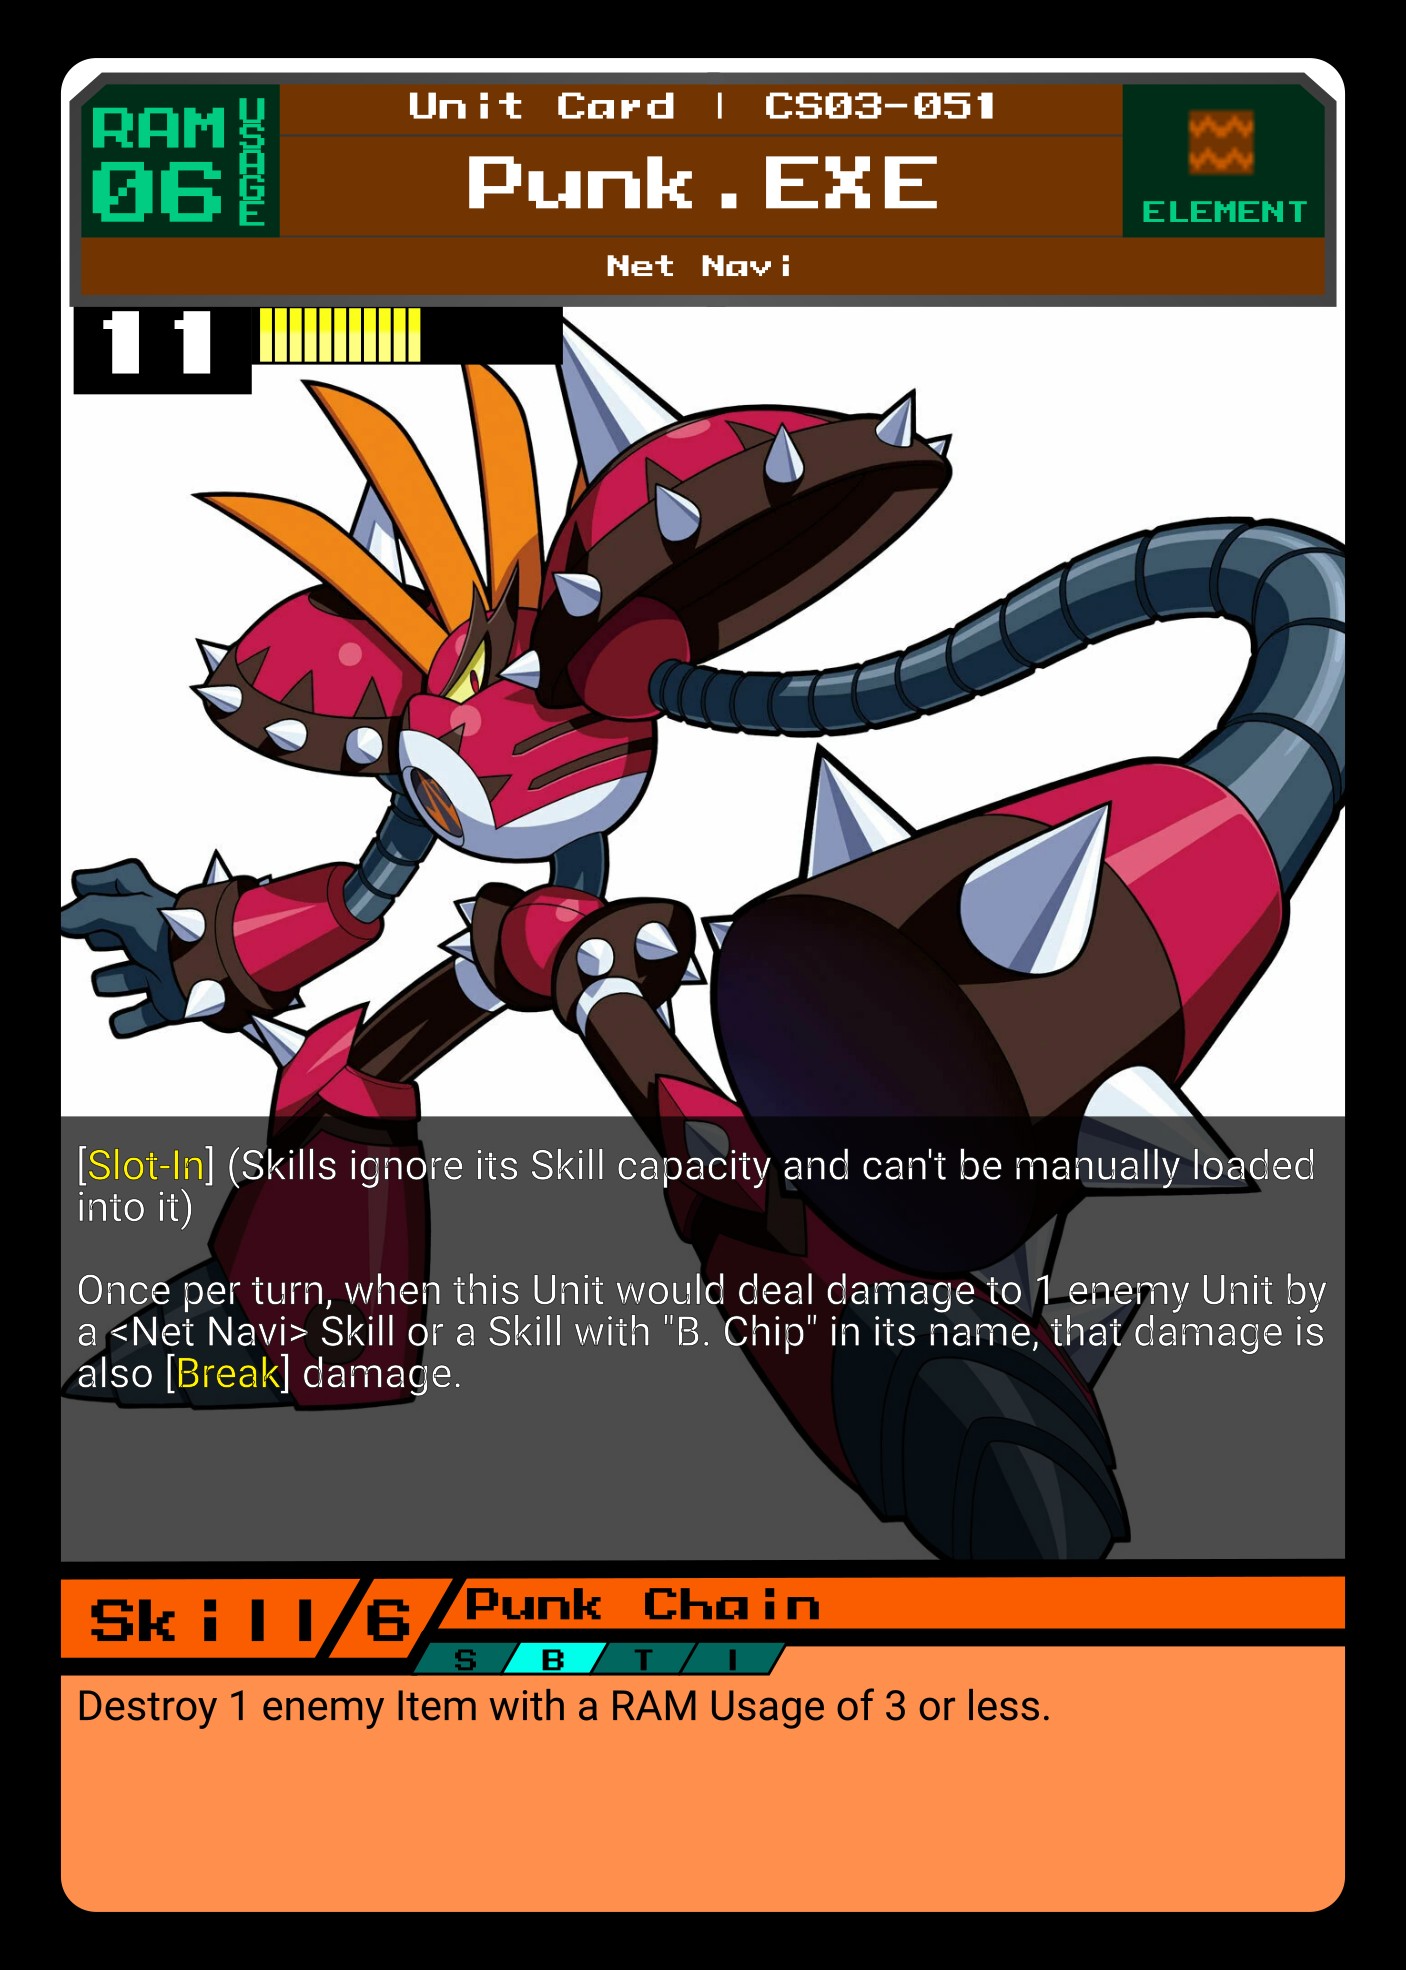 RAM
06
USAGE
Unit Card | CS03-051
Punk.EXE
ELEMENT
Net Navi
11
[Slot-In] (Skills ignore its Skill capacity and can't be manually loaded
into it)
Once per turn, when this Unit would deal damage to 1 enemy Unit by
a <Net Navi> Skill or a Skill with "B. Chip" in its name, that damage is
also [Break] damage.
Skill/6/Punk Chain
S B T I
Destroy 1 enemy Item with a RAM Usage of 3 or less.